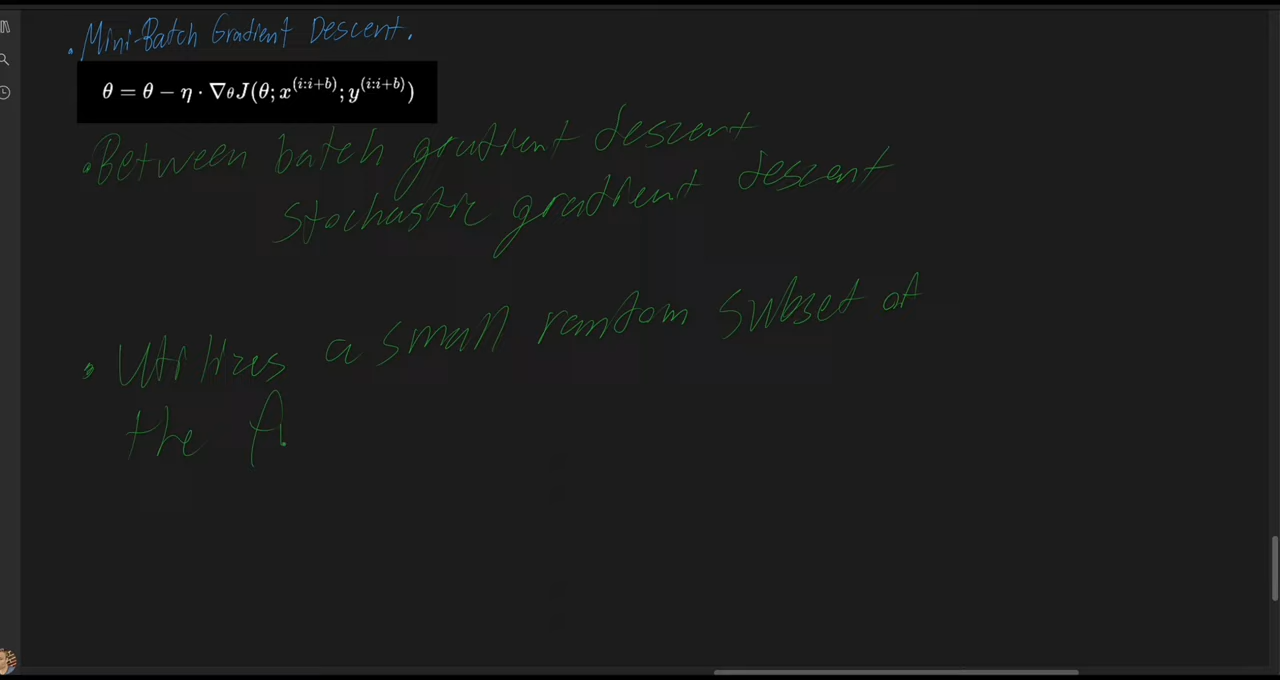 . Mini-Batch Gradient Descent.
θ = θ − η · ∇θJ(θ; x^(i:i+b); y^(i:i+b))
• Between batch gradient descent
stochastic gradient descent
• Utilizes a small random subset of
the